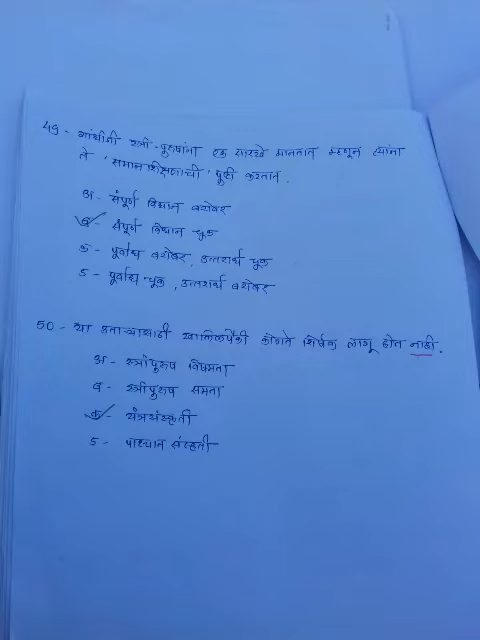 49 - गांधीजी स्त्री-पुरुषांना एक सारखे मानतात म्हणून त्यांना
ते 'समान शिक्षणाची' पुष्टी करतात.
अ - संपूर्ण विधान बरोबर
ब - संपूर्ण विधान चुक
क - पूर्वार्ध बरोबर, उत्तरार्ध चुक
ड - पूर्वार्ध चुक, उत्तरार्ध बरोबर
50 - या उताऱ्यासाठी खालिलपैकी कोणते शिर्षक लागू होत नाही.
अ - स्त्रीपुरुष विषमता
ब - स्त्रीपुरुष समता
क - यंत्रसंस्कृती
ड - पाश्चात संस्कृती